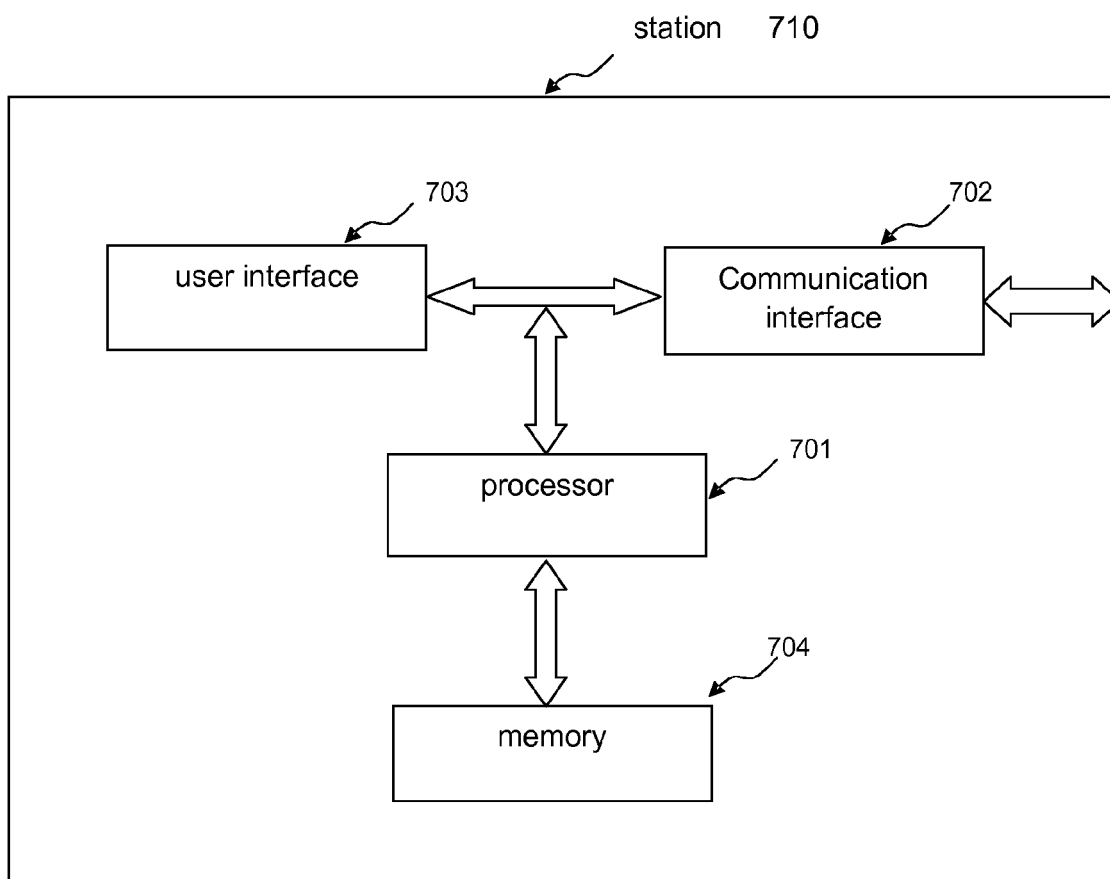 station 710
703
702
user interface
Communication
interface
701
processor
704
memory